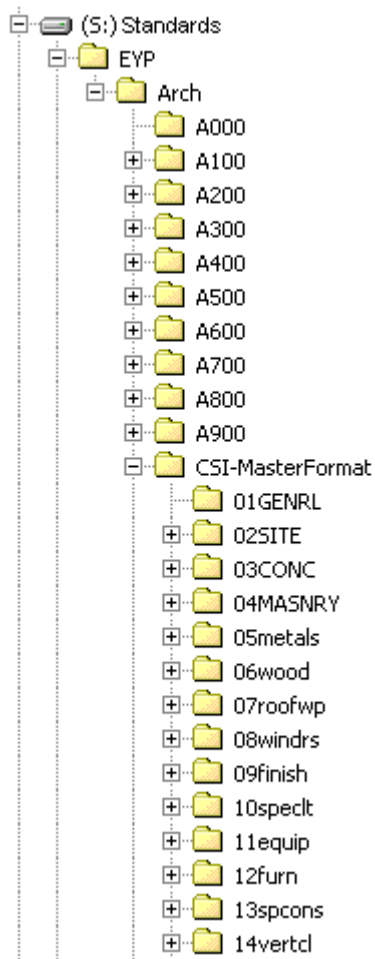 (S:) Standards
EYP
Arch
A000
A100
A200
A300
A400
A500
A600
A700
A800
A900
CSI-MasterFormat
01GENRL
02SITE
03CONC
04MASNRY
05metals
06wood
07roofwp
08windrs
09finish
10speclt
11equip
12furn
13spcons
14vertcl